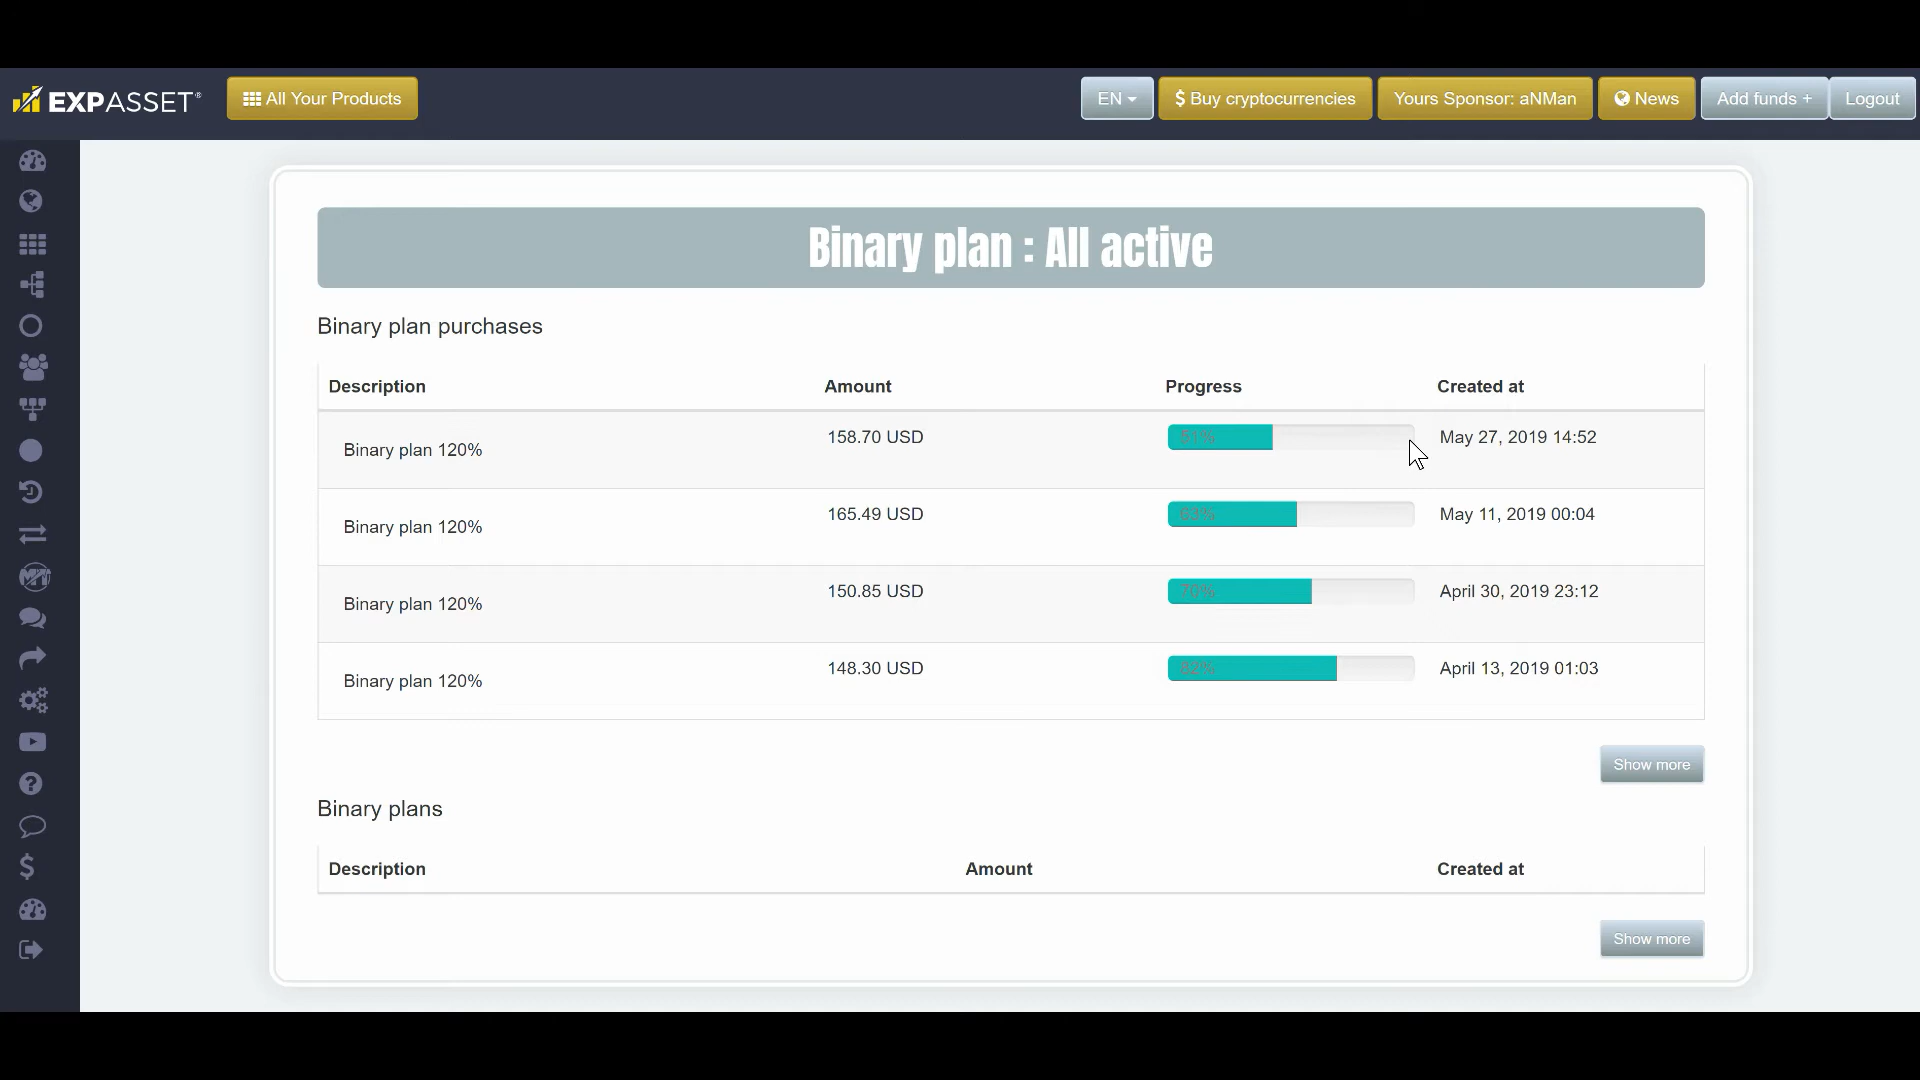 EXPASSET®
All Your Products
EN
$ Buy cryptocurrencies
Yours Sponsor: aNMan
News
Add funds +
Logout
Binary plan : All active
Binary plan purchases
Description Amount Progress Created at
Binary plan 120% 158.70 USD 51% May 27, 2019 14:52
Binary plan 120% 165.49 USD 63% May 11, 2019 00:04
Binary plan 120% 150.85 USD 70% April 30, 2019 23:12
Binary plan 120% 148.30 USD 82% April 13, 2019 01:03
Show more
Binary plans
Description Amount Created at
Show more